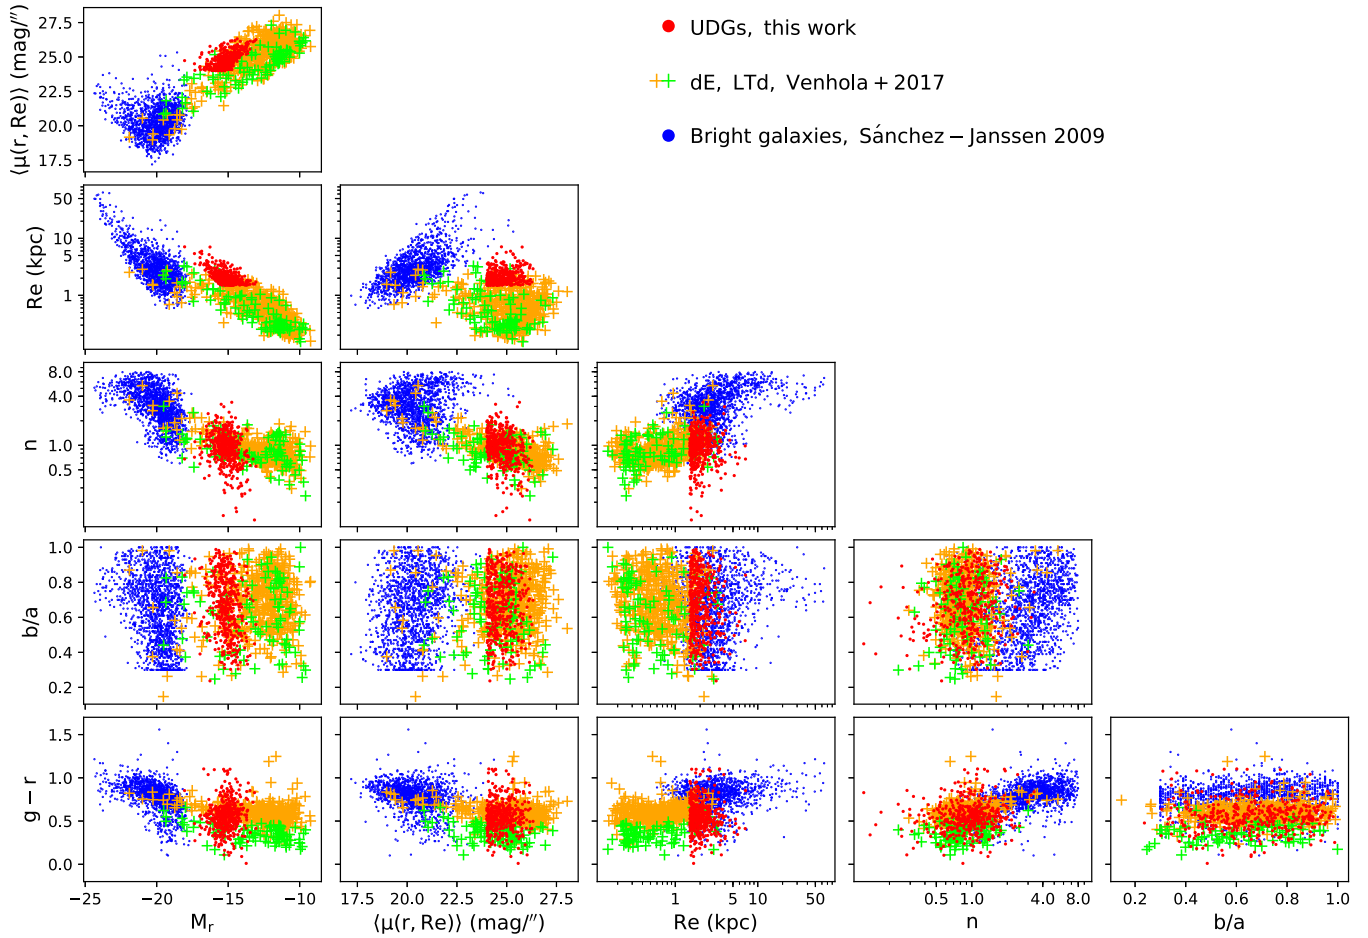 27.5
25.0
22.5
20.0
17.5
⟨μ(r, Re)⟩ (mag/″)
UDGs, this work
dE, LTd, Venhola+2017
Bright galaxies, Sánchez−Janssen 2009
50
10
5
1
Re (kpc)
8.0
4.0
1.0
0.5
n
1.0
0.8
0.6
0.4
0.2
b/a
1.5
1.0
0.5
0.0
g − r
−25 −20 −15 −10
17.5 20.0 22.5 25.0 27.5
1 5 10 50
0.5 1.0 4.0 8.0
0.2 0.4 0.6 0.8 1.0
Mr
⟨μ(r, Re)⟩ (mag/″)
Re (kpc)
n
b/a